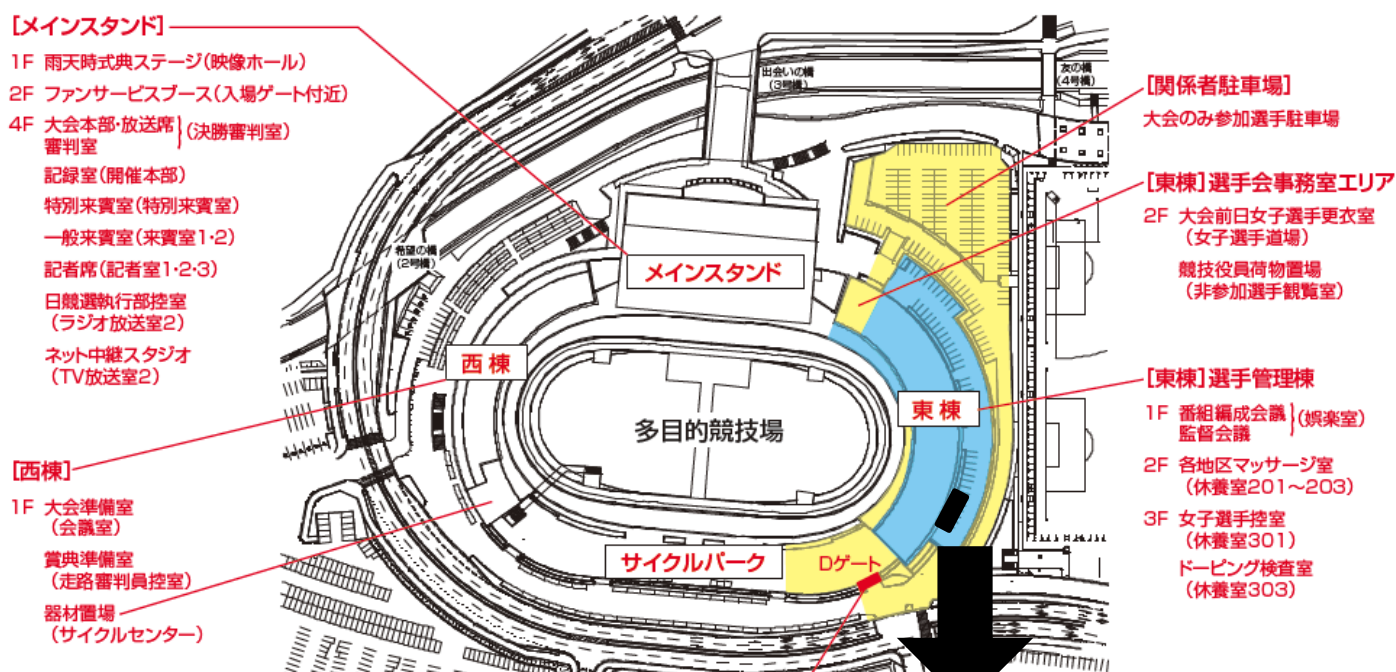 [メインスタンド]
1F 雨天時式典ステージ(映像ホール)
2F ファンサービスブース(入場ゲート付近)
4F 大会本部・放送席
審判室
}(決勝審判室)
記録室(開催本部)
特別来賓室(特別来賓室)
一般来賓室(来賓室1・2)
記者席(記者室1・2・3)
日競選執行部控室
(ラジオ放送室2)
ネット中継スタジオ
(TV放送室2)
[西棟]
1F 大会準備室
(会議室)
賞典準備室
(走路審判員控室)
器材置場
(サイクルセンター)
出会いの橋
(3号橋)
友の橋
(4号橋)
希望の橋
(2号橋)
メインスタンド
西棟
東棟
多目的競技場
サイクルパーク
Dゲート
[関係者駐車場]
大会のみ参加選手駐車場
[東棟]選手会事務室エリア
2F 大会前日女子選手更衣室
(女子選手道場)
競技役員荷物置場
(非参加選手観覧室)
[東棟]選手管理棟
1F 番組編成会議
監督会議
}(娯楽室)
2F 各地区マッサージ室
(休養室201〜203)
3F 女子選手控室
(休養室301)
ドーピング検査室
(休養室303)